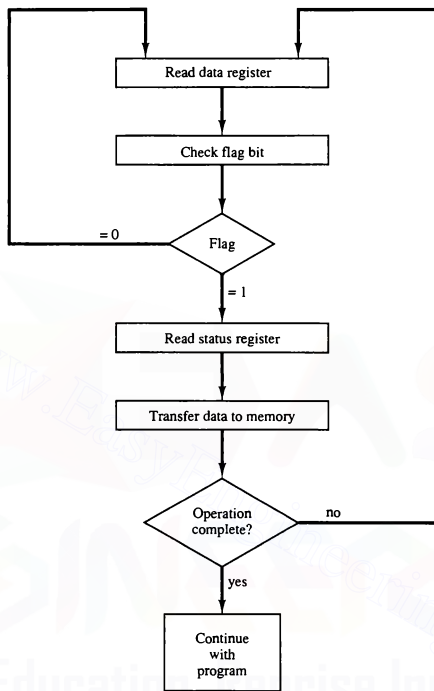 Read data register
Check flag bit
= 0
Flag
= 1
Read status register
Transfer data to memory
Operation
complete?
no
yes
Continue
with
program